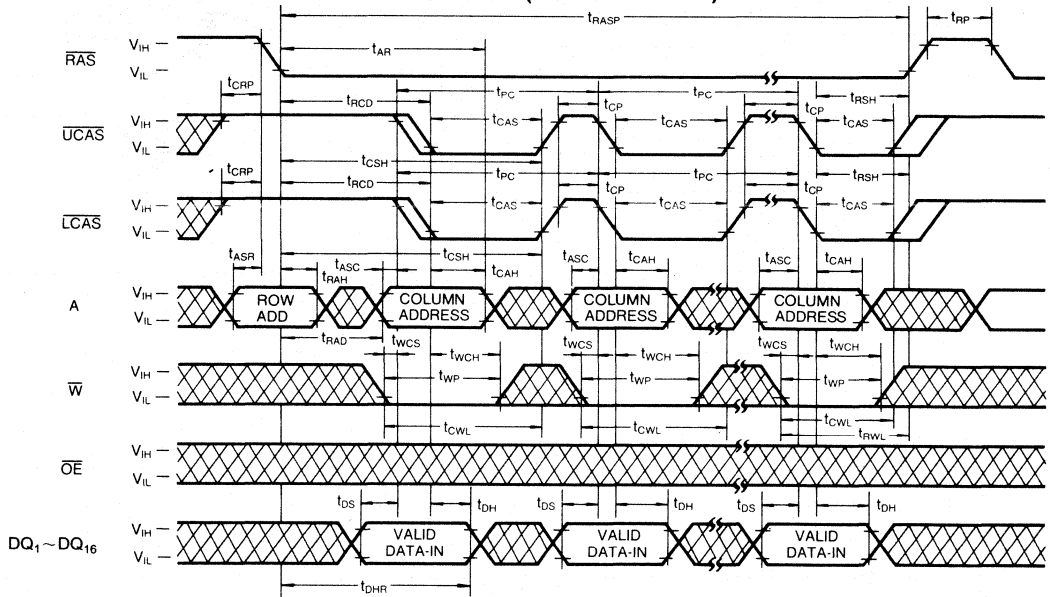 tRASP
tAR tRP
RAS VIH
VIL
tCRP tRCD tPC tPC tRSH
tCP tCP
UCAS VIH
VIL
tCAS tCAS tCAS
tCSH
tCRP tRCD tPC tPC tRSH
tCP tCP
LCAS VIH
VIL
tCAS tCAS tCAS
tCSH
tASR tRAH tASC tCAH tASC tCAH tASC tCAH
A VIH
VIL
ROW ADD COLUMN ADDRESS COLUMN ADDRESS COLUMN ADDRESS
tRAD
tWCS tWCH tWCS tWCH tWCS tWCH
W VIH
VIL
tWP tWP tWP
tCWL tCWL tCWL
tRWL
OE VIH
VIL
tDS tDH tDS tDH tDS tDH
DQ1~DQ16 VIH
VIL
VALID DATA-IN VALID DATA-IN VALID DATA-IN
tDHR